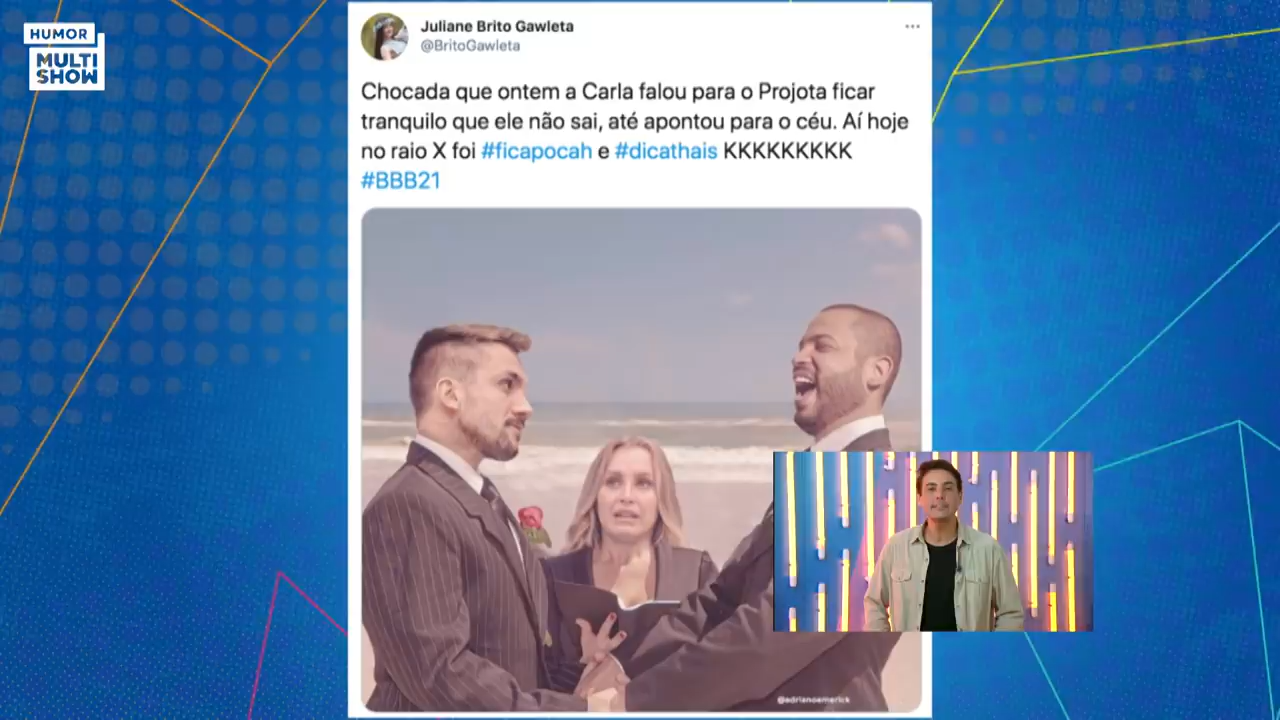 HUMOR
MULTI
SHOW
Juliane Brito Gawleta
@BritoGawleta
Chocada que ontem a Carla falou para o Projota ficar
tranquilo que ele não sai, até apontou para o céu. Aí hoje
no raio X foi #ficapocah e #dicathais KKKKKKKKK
#BBB21
@adrianoemerick